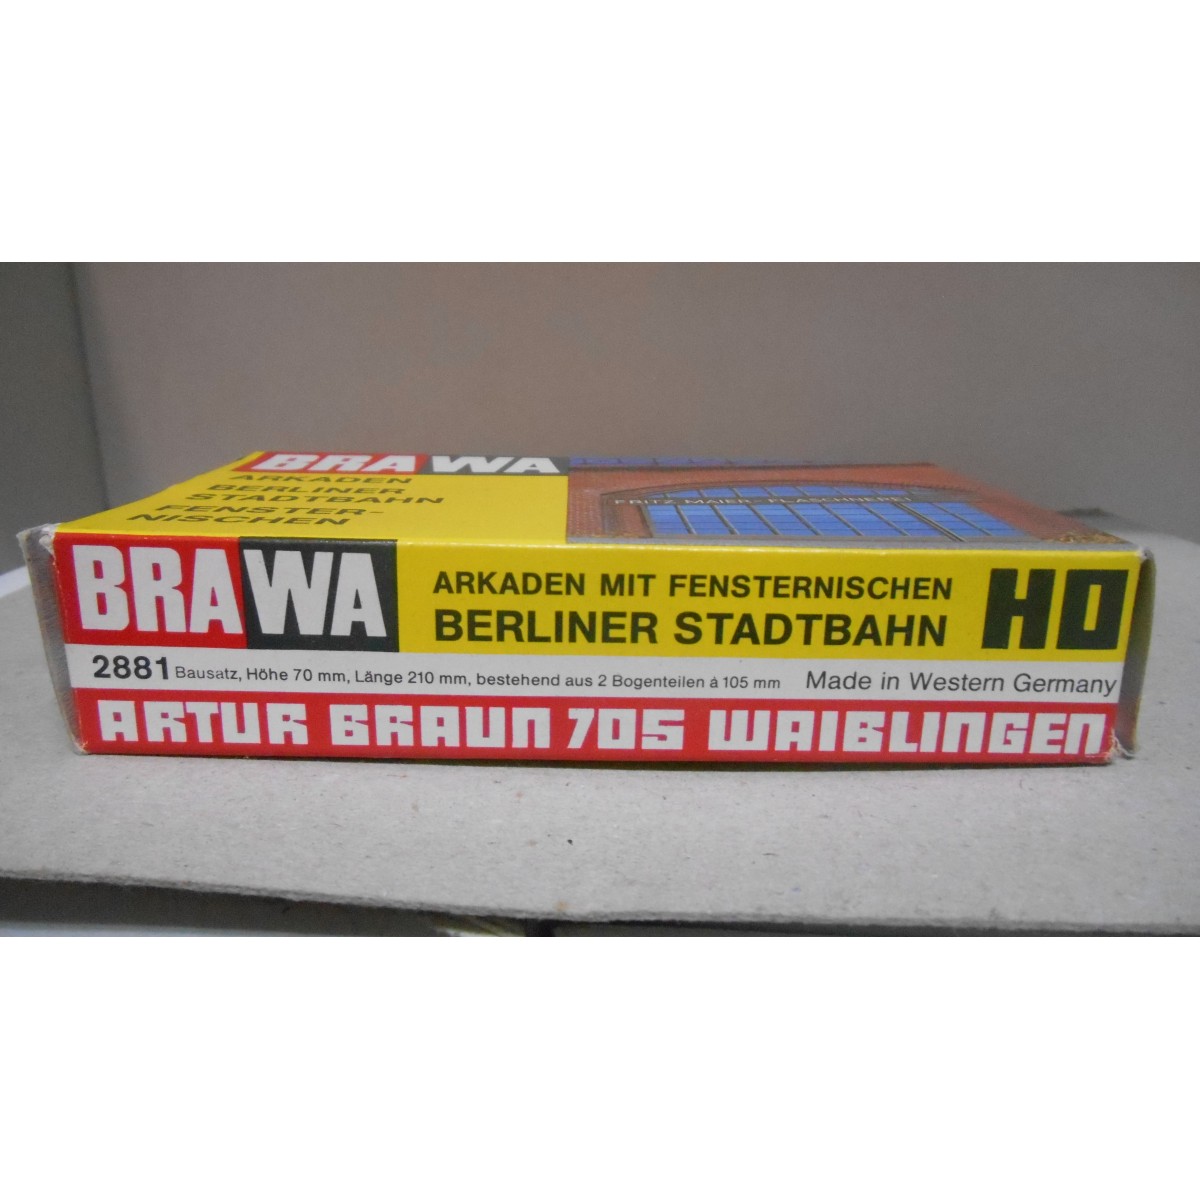 BRAWA
ARKADEN
BERLINER
STADTBAHN
FENSTER-
NISCHEN
FRITZ MAIER FLASCHNEREI
BRAWA
ARKADEN MIT FENSTERNISCHEN
BERLINER STADTBAHN
HO
2881 Bausatz, Höhe 70 mm, Länge 210 mm, bestehend aus 2 Bogenteilen á 105 mm Made in Western Germany
ARTUR BRAUN 705 WAIBLINGEN